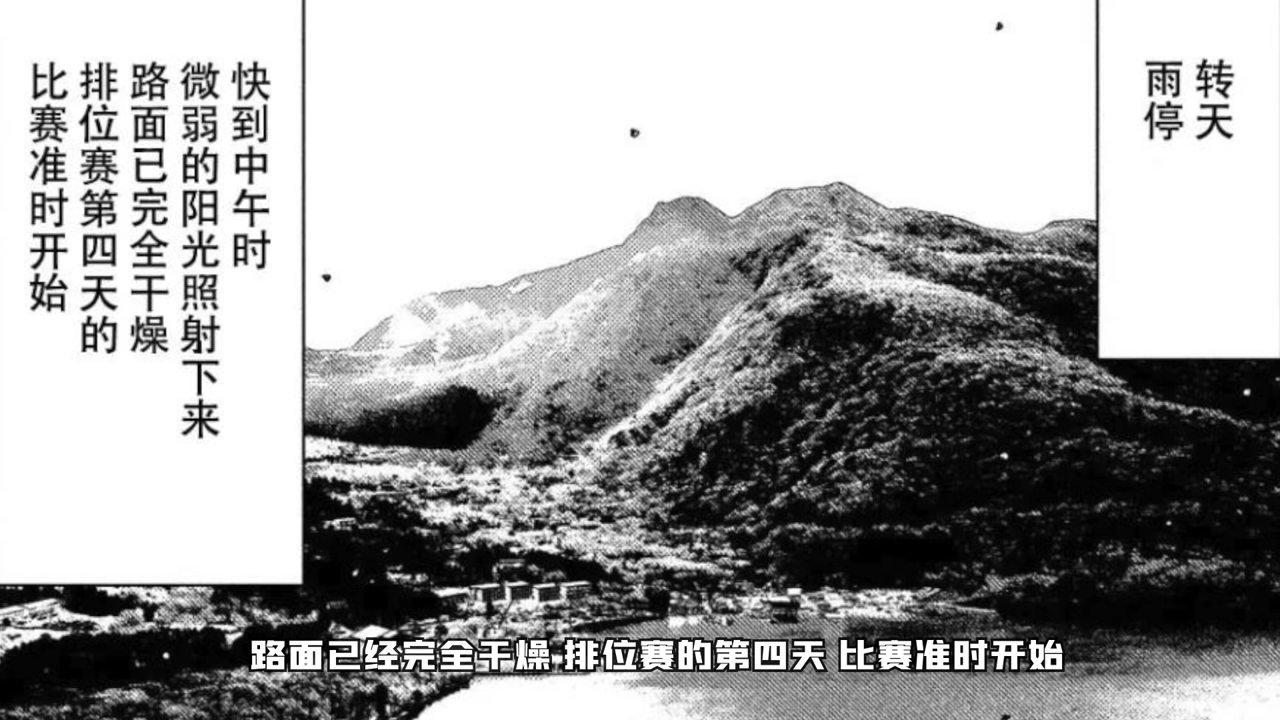 转天
雨停
快到中午时
微弱的阳光照射下来
路面已完全干燥
排位赛第四天的
比赛准时开始
路面已经完全干燥 排位赛的第四天 比赛准时开始